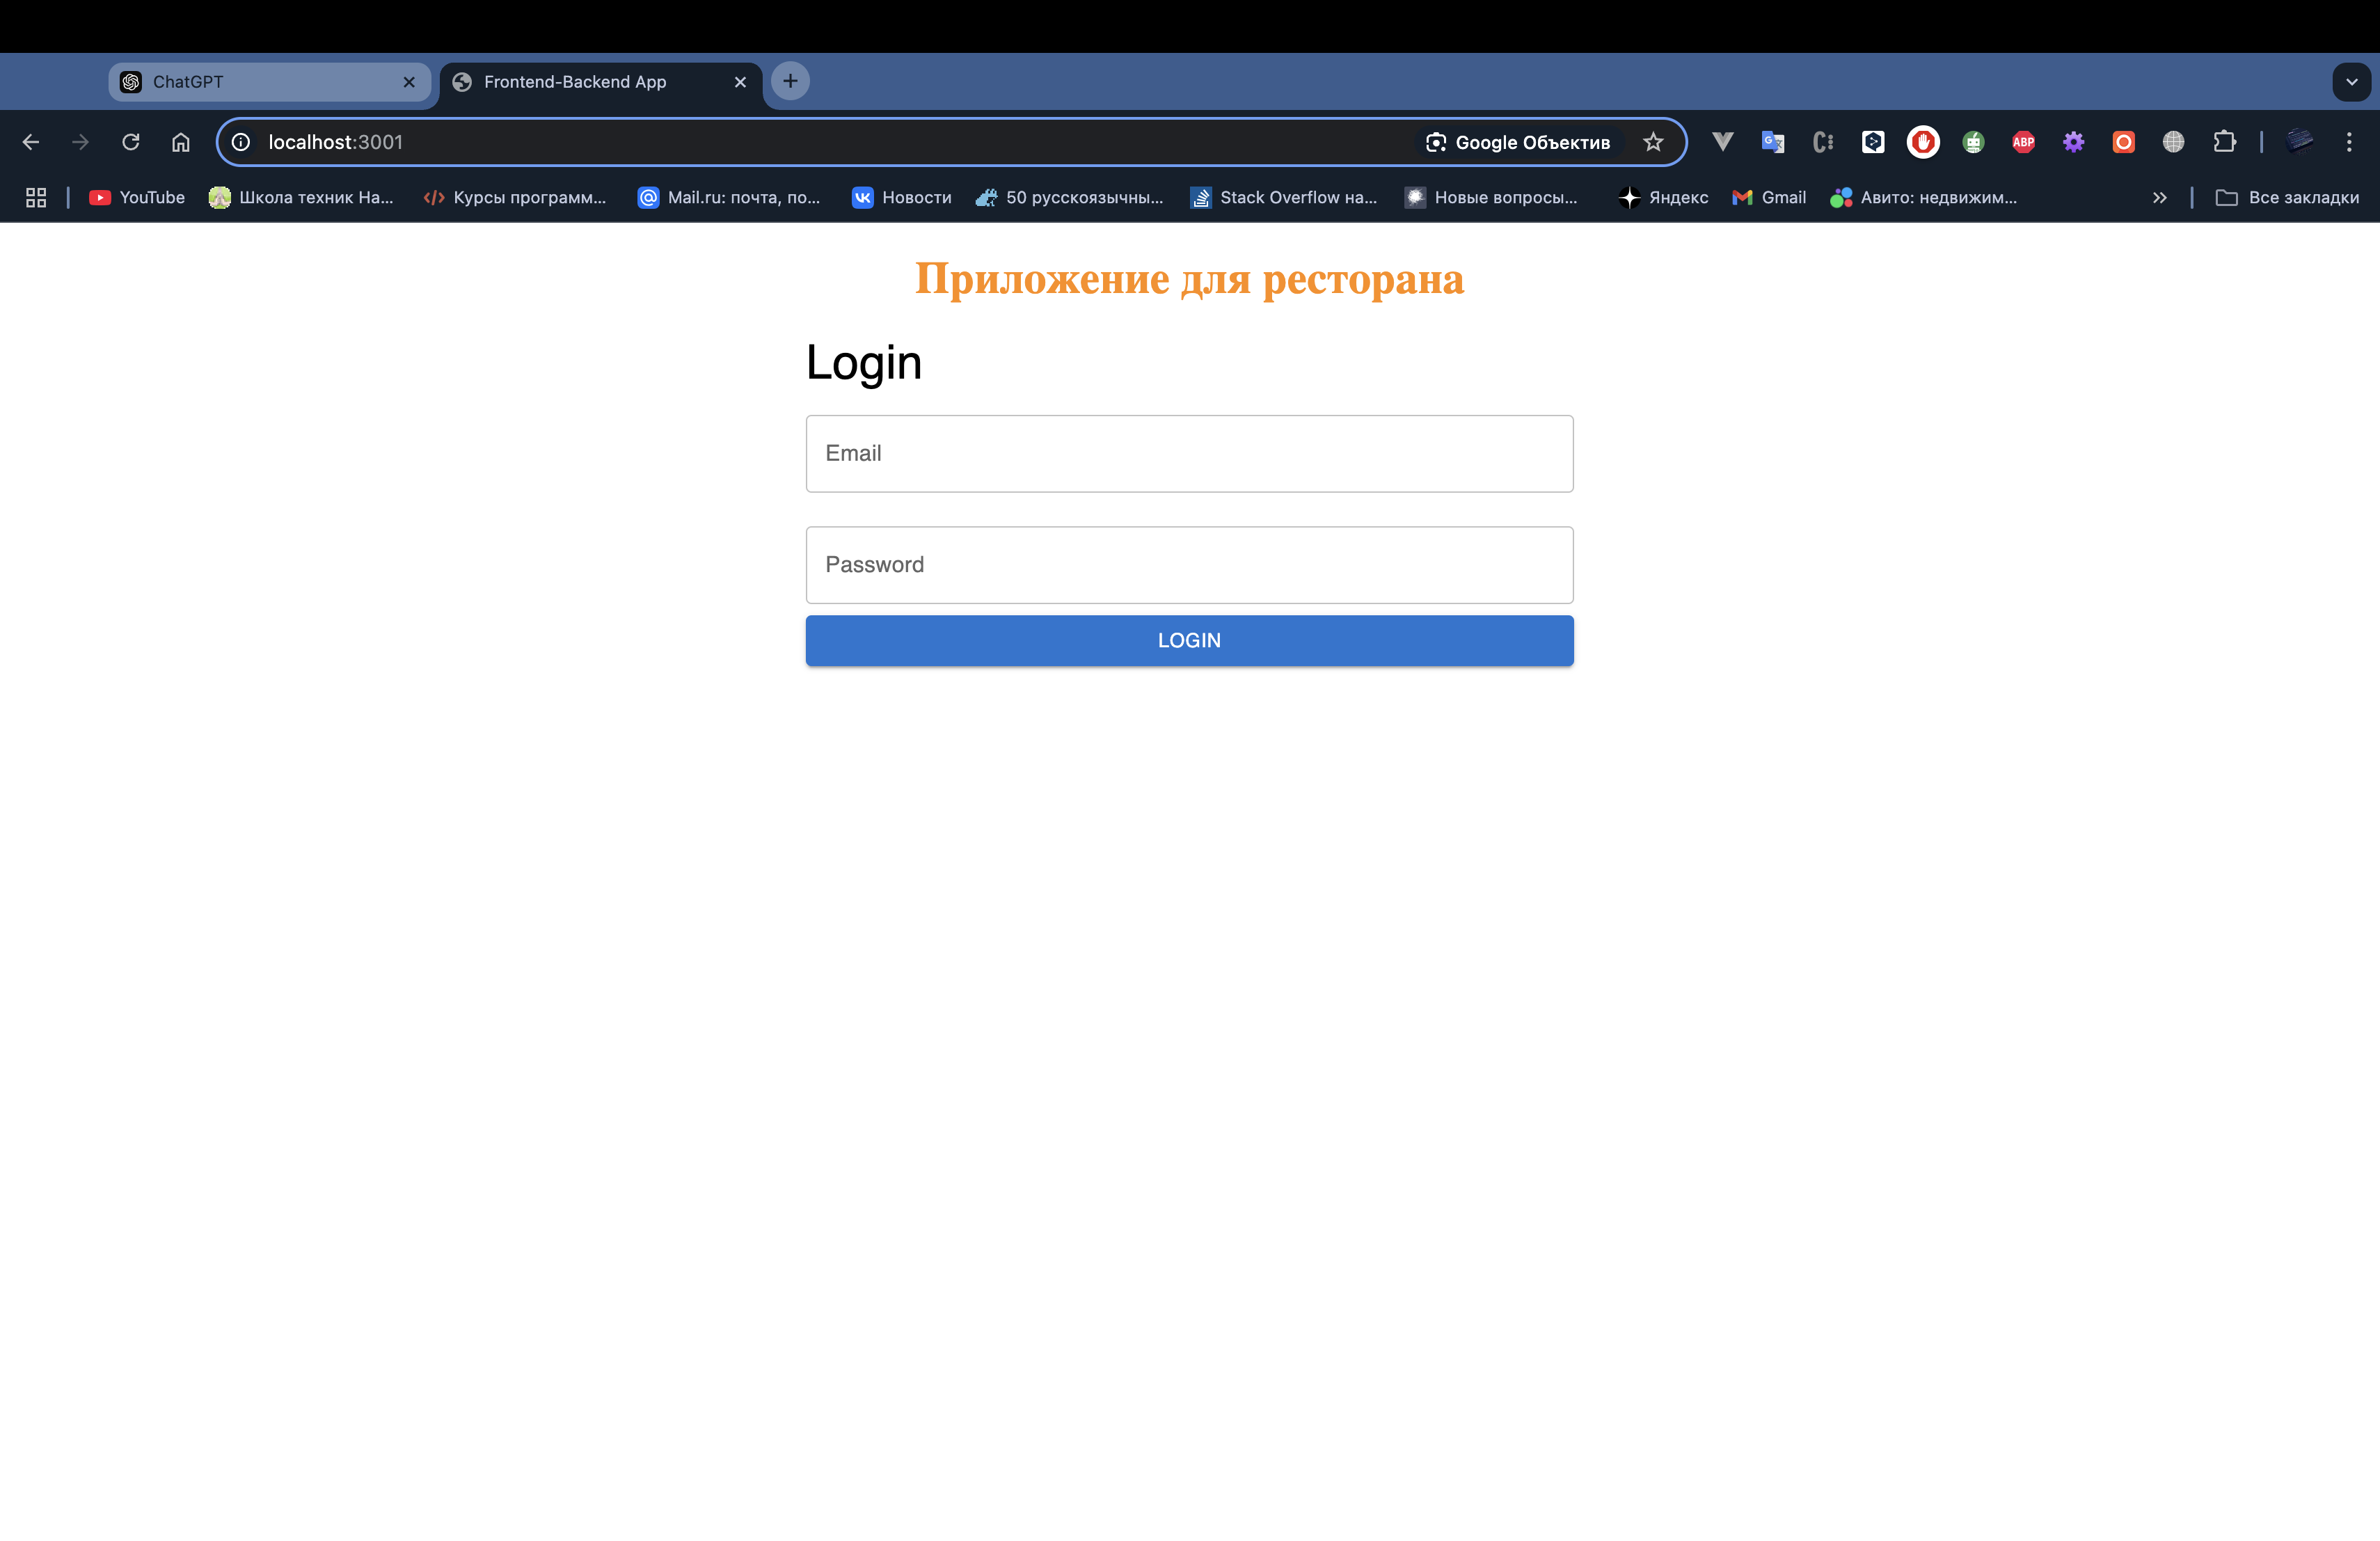 ChatGPT
Frontend-Backend App
localhost:3001
Google Объектив
ABP
YouTube
Школа техник На...
Курсы программ...
Mail.ru: почта, по...
Новости
50 русскоязычны...
Stack Overflow на...
Новые вопросы...
Яндекс
Gmail
Авито: недвижим...
Все закладки
Приложение для ресторана
Login
Email
Password
LOGIN